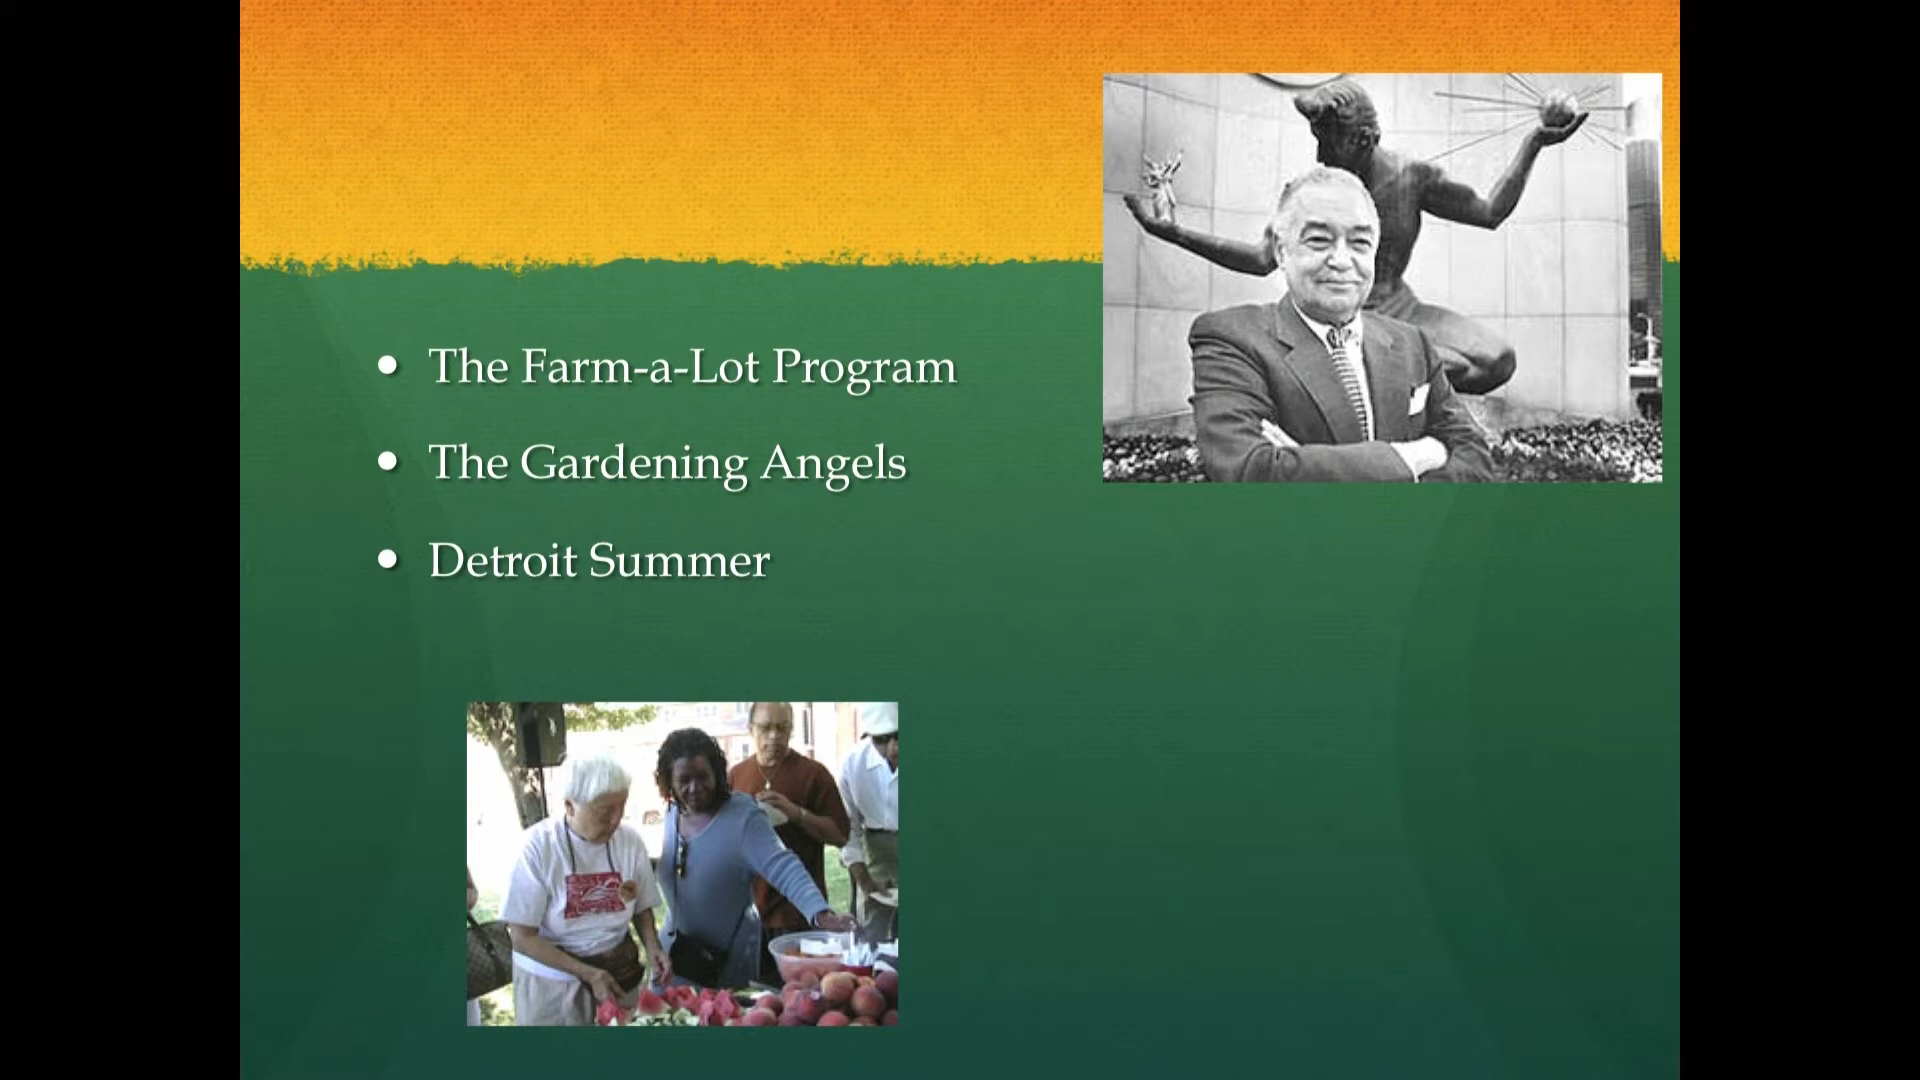 The Farm-a-Lot Program
The Gardening Angels
Detroit Summer